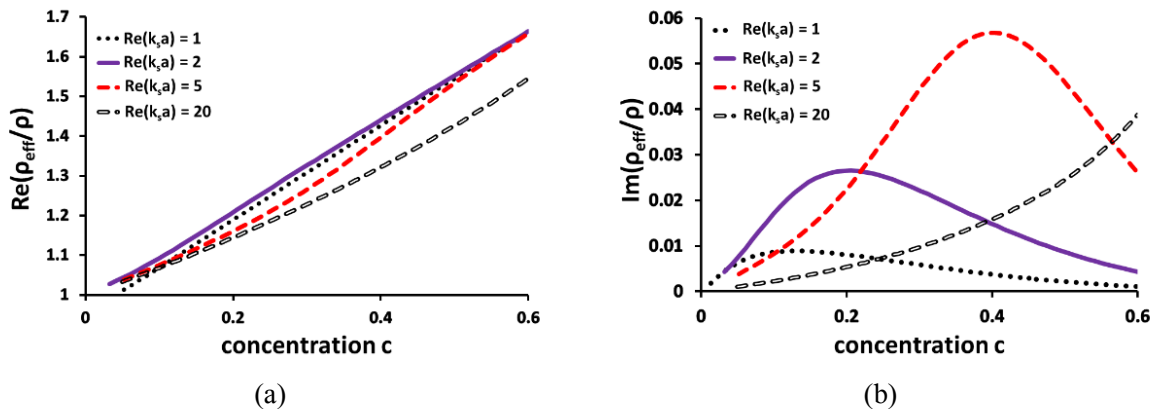 1.7
1.6
1.5
1.4
1.3
1.2
1.1
1
Re(ρeff/ρ)
Re(ksa) = 1
Re(ksa) = 2
Re(ksa) = 5
Re(ksa) = 20
0 0.2 0.4 0.6
concentration c
(a)
0.06
0.05
0.04
0.03
0.02
0.01
0
Im(ρeff/ρ)
Re(ksa) = 1
Re(ksa) = 2
Re(ksa) = 5
Re(ksa) = 20
0 0.2 0.4 0.6
concentration c
(b)